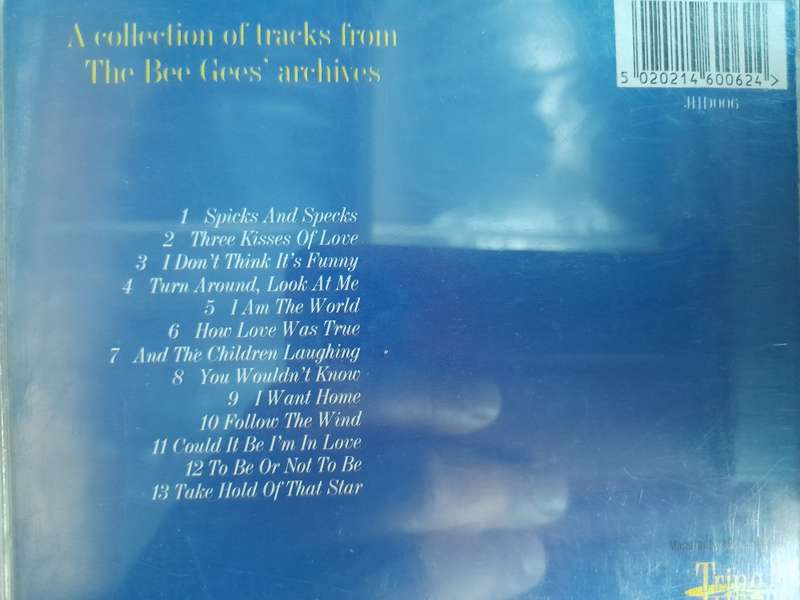 A collection of tracks from
The Bee Gees' archives
5 020214 600624 >
JHD006
1 Spicks And Specks
2 Three Kisses Of Love
3 I Don't Think It's Funny
4 Turn Around, Look At Me
5 I Am The World
6 How Love Was True
7 And The Children Laughing
8 You Wouldn't Know
9 I Want Home
10 Follow The Wind
11 Could It Be I'm In Love
12 To Be Or Not To Be
13 Take Hold Of That Star
Tring